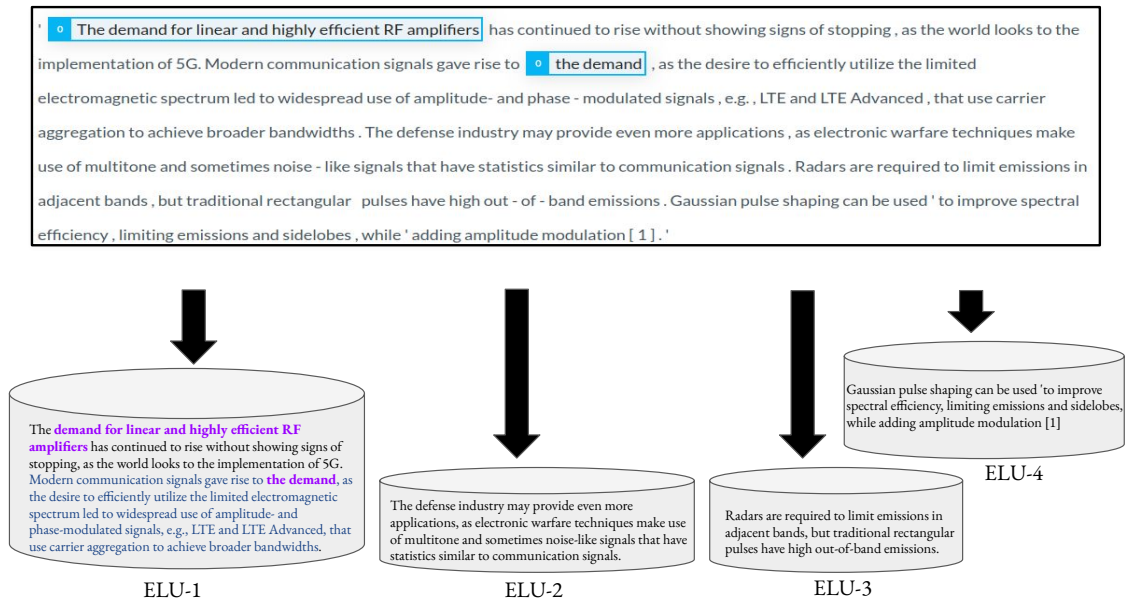 ' 0 The demand for linear and highly efficient RF amplifiers has continued to rise without showing signs of stopping , as the world looks to the
implementation of 5G. Modern communication signals gave rise to 0 the demand , as the desire to efficiently utilize the limited
electromagnetic spectrum led to widespread use of amplitude- and phase - modulated signals , e.g. , LTE and LTE Advanced , that use carrier
aggregation to achieve broader bandwidths . The defense industry may provide even more applications , as electronic warfare techniques make
use of multitone and sometimes noise - like signals that have statistics similar to communication signals . Radars are required to limit emissions in
adjacent bands , but traditional rectangular pulses have high out - of - band emissions . Gaussian pulse shaping can be used ' to improve spectral
efficiency , limiting emissions and sidelobes , while ' adding amplitude modulation [ 1 ] . '
The demand for linear and highly efficient RF
amplifiers has continued to rise without showing signs of
stopping, as the world looks to the implementation of 5G.
Modern communication signals gave rise to the demand, as
the desire to efficiently utilize the limited electromagnetic
spectrum led to widespread use of amplitude- and
phase-modulated signals, e.g., LTE and LTE Advanced, that
use carrier aggregation to achieve broader bandwidths.
ELU-1
The defense industry may provide even more
applications, as electronic warfare techniques make use
of multitone and sometimes noise-like signals that have
statistics similar to communication signals.
ELU-2
Radars are required to limit emissions in
adjacent bands, but traditional rectangular
pulses have high out-of-band emissions.
ELU-3
Gaussian pulse shaping can be used 'to improve
spectral efficiency, limiting emissions and sidelobes,
while adding amplitude modulation [1]
ELU-4